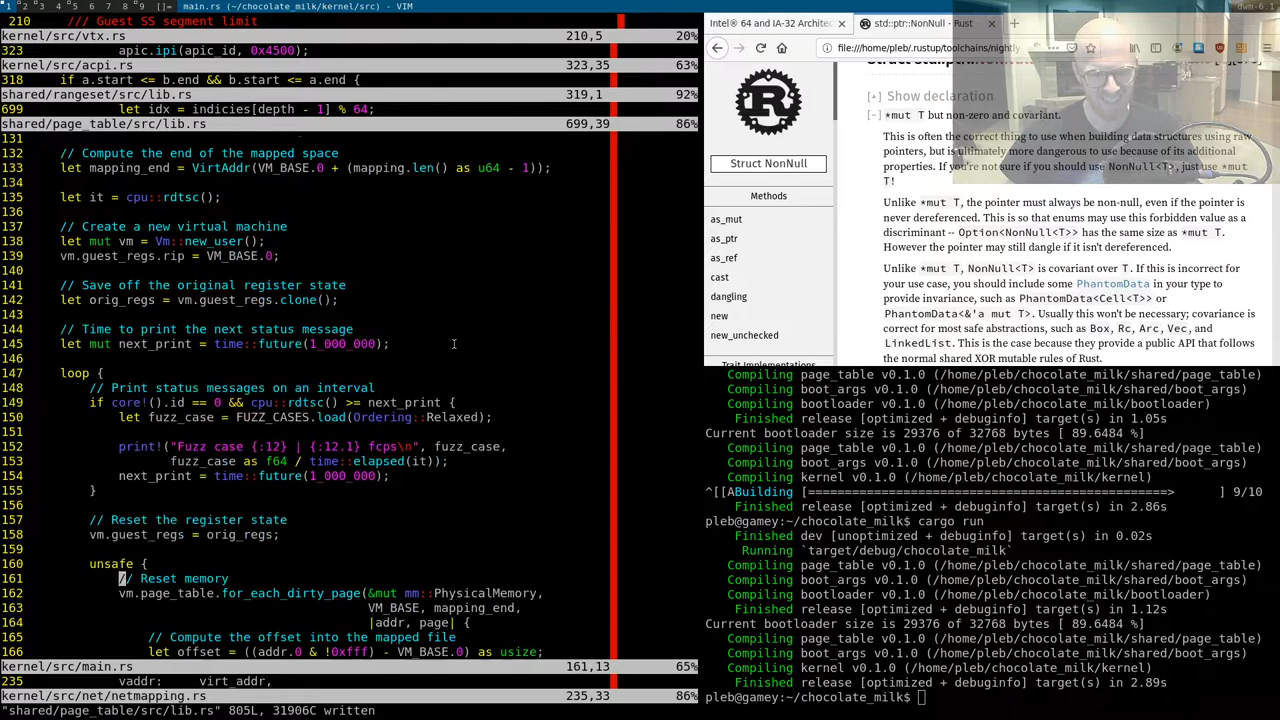 1 2 3 4 5 6 7 8 9 main.rs (~/chocolate_milk/kernel/src) - VIM
dwm-6.1
210 /// Guest SS segment limit
kernel/src/vtx.rs 210,5 20%
323 apic.ipi(apic_id, 0x4500);
kernel/src/acpi.rs 323,35 63%
318 if a.start <= b.end && b.start <= a.end {
shared/rangeset/src/lib.rs 319,1 92%
699 let idx = indicies[depth - 1] % 64;
shared/page_table/src/lib.rs 699,39 86%
131
132 // Compute the end of the mapped space
133 let mapping_end = VirtAddr(VM_BASE.0 + (mapping.len() as u64 - 1));
134
135 let it = cpu::rdtsc();
136
137 // Create a new virtual machine
138 let mut vm = Vm::new_user();
139 vm.guest_regs.rip = VM_BASE.0;
140
141 // Save off the original register state
142 let orig_regs = vm.guest_regs.clone();
143
144 // Time to print the next status message
145 let mut next_print = time::future(1_000_000);
146
147 loop {
148 // Print status messages on an interval
149 if core!().id == 0 && cpu::rdtsc() >= next_print {
150 let fuzz_case = FUZZ_CASES.load(Ordering::Relaxed);
151
152 print!("Fuzz case {:12} | {:12.1} fcps\n", fuzz_case,
153 fuzz_case as f64 / time::elapsed(it));
154 next_print = time::future(1_000_000);
155 }
156
157 // Reset the register state
158 vm.guest_regs = orig_regs;
159
160 unsafe {
161 // Reset memory
162 vm.page_table.for_each_dirty_page(&mut mm::PhysicalMemory,
163 VM_BASE, mapping_end,
164 |addr, page| {
165 // Compute the offset into the mapped file
166 let offset = ((addr.0 & !0xfff) - VM_BASE.0) as usize;
kernel/src/main.rs 161,13 65%
235 vaddr: virt_addr,
kernel/src/net/netmapping.rs 235,33 86%
"shared/page_table/src/lib.rs" 805L, 31906C written
Intel® 64 and IA-32 Architec
std::ptr::NonNull - Rust
file:///home/pleb/.rustup/toolchains/nightly
Struct NonNull
Methods
as_mut
as_ptr
as_ref
cast
dangling
new
new_unchecked
[+] Show declaration
[-] *mut T but non-zero and covariant.
This is often the correct thing to use when building data structures using raw
pointers, but is ultimately more dangerous to use because of its additional
properties. If you're not sure if you should use NonNull<T>, just use *mut
T!
Unlike *mut T, the pointer must always be non-null, even if the pointer is
never dereferenced. This is so that enums may use this forbidden value as a
discriminant -- Option<NonNull<T>> has the same size as *mut T.
However the pointer may still dangle if it isn't dereferenced.
Unlike *mut T, NonNull<T> is covariant over T. If this is incorrect for
your use case, you should include some PhantomData in your type to
provide invariance, such as PhantomData<Cell<T>> or
PhantomData<&'a mut T>. Usually this won't be necessary; covariance is
correct for most safe abstractions, such as Box, Rc, Arc, Vec, and
LinkedList. This is the case because they provide a public API that follows
the normal shared XOR mutable rules of Rust.
Compiling page_table v0.1.0 (/home/pleb/chocolate_milk/shared/page_table)
Compiling boot_args v0.1.0 (/home/pleb/chocolate_milk/shared/boot_args)
Compiling bootloader v0.1.0 (/home/pleb/chocolate_milk/bootloader)
Finished release [optimized + debuginfo] target(s) in 1.05s
Current bootloader size is 29376 of 32768 bytes [ 89.6484 %]
Compiling page_table v0.1.0 (/home/pleb/chocolate_milk/shared/page_table)
Compiling boot_args v0.1.0 (/home/pleb/chocolate_milk/shared/boot_args)
Compiling kernel v0.1.0 (/home/pleb/chocolate_milk/kernel)
^[[ABuilding [==================================================> ] 9/10
Finished release [optimized + debuginfo] target(s) in 2.86s
pleb@gamey:~/chocolate_milk$ cargo run
Finished dev [unoptimized + debuginfo] target(s) in 0.02s
Running `target/debug/chocolate_milk`
Compiling page_table v0.1.0 (/home/pleb/chocolate_milk/shared/page_table)
Compiling boot_args v0.1.0 (/home/pleb/chocolate_milk/shared/boot_args)
Compiling bootloader v0.1.0 (/home/pleb/chocolate_milk/bootloader)
Finished release [optimized + debuginfo] target(s) in 1.12s
Current bootloader size is 29376 of 32768 bytes [ 89.6484 %]
Compiling page_table v0.1.0 (/home/pleb/chocolate_milk/shared/page_table)
Compiling boot_args v0.1.0 (/home/pleb/chocolate_milk/shared/boot_args)
Compiling kernel v0.1.0 (/home/pleb/chocolate_milk/kernel)
Finished release [optimized + debuginfo] target(s) in 2.89s
pleb@gamey:~/chocolate_milk$